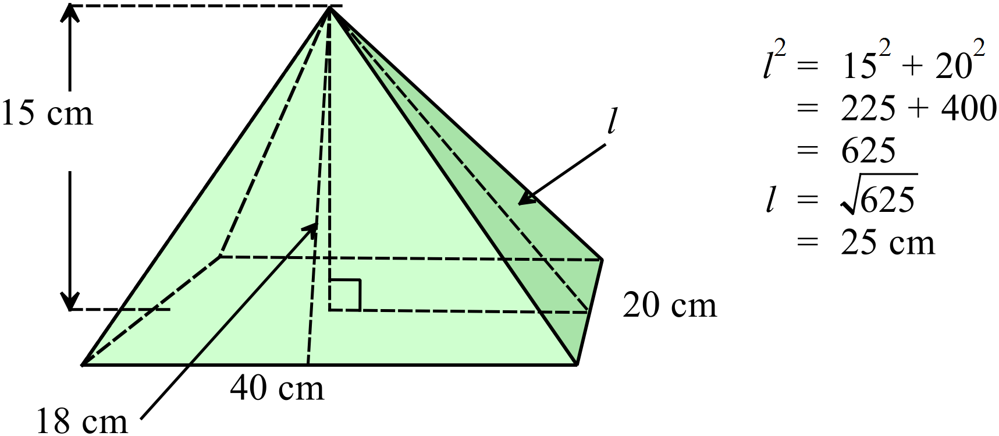 15 cm
l
20 cm
40 cm
18 cm
l² = 15² + 20²
= 225 + 400
= 625
l = √625
= 25 cm